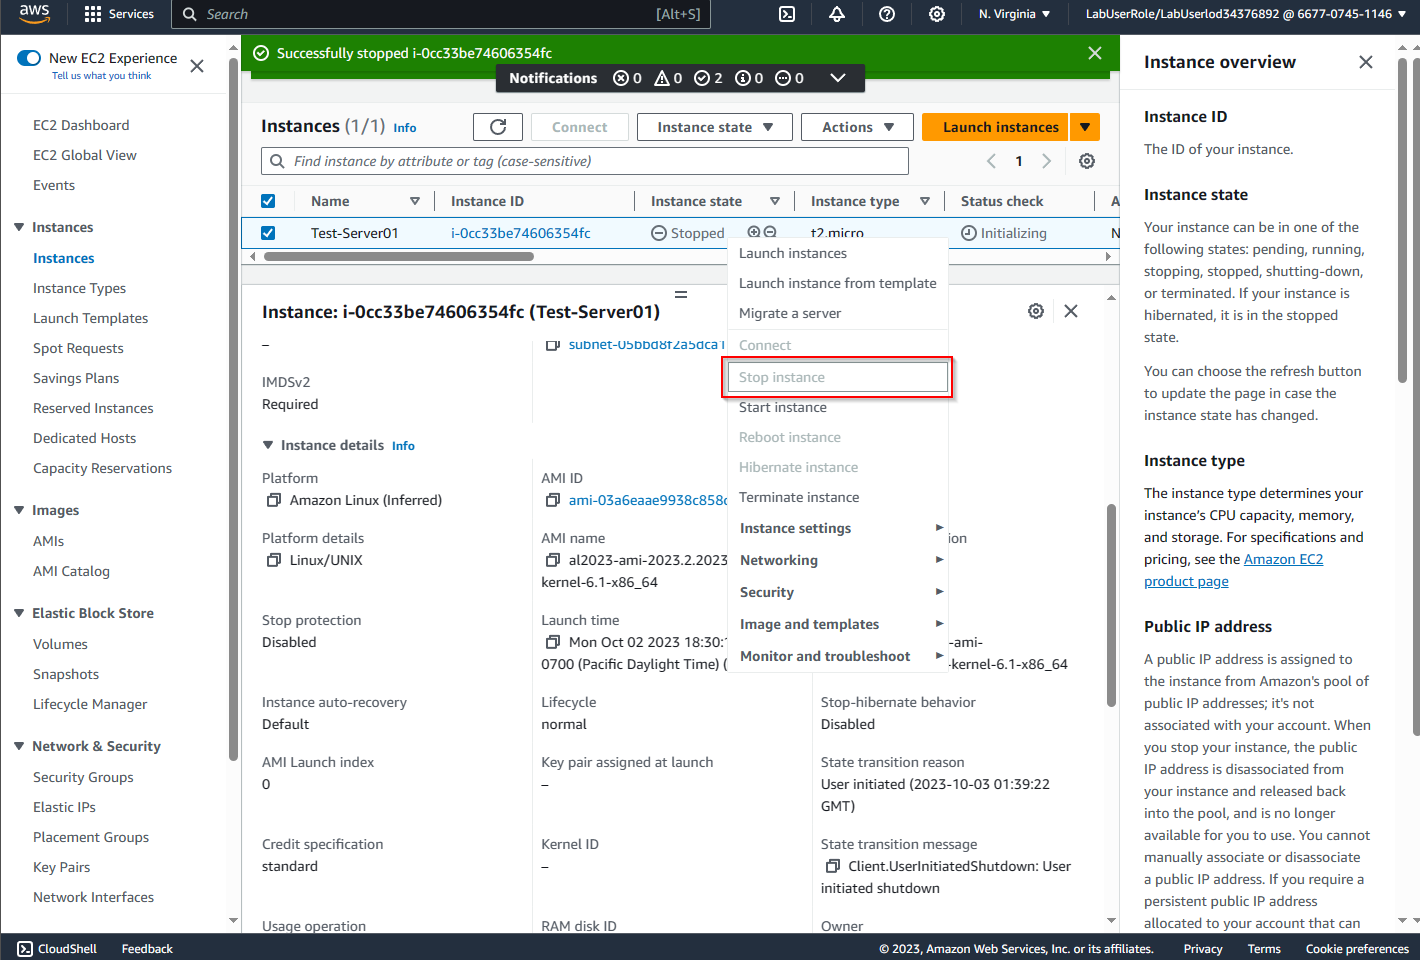 aws Services Search [Alt+S] N. Virginia LabUserRole/LabUserlod34376892 @ 6677-0745-1146
New EC2 Experience
Tell us what you think
EC2 Dashboard
EC2 Global View
Events
Instances
Instances
Instance Types
Launch Templates
Spot Requests
Savings Plans
Reserved Instances
Dedicated Hosts
Capacity Reservations
Images
AMIs
AMI Catalog
Elastic Block Store
Volumes
Snapshots
Lifecycle Manager
Network & Security
Security Groups
Elastic IPs
Placement Groups
Key Pairs
Network Interfaces
Successfully stopped i-0cc33be74606354fc
Notifications 0 0 2 0 0
Instances (1/1) Info Connect Instance state Actions Launch instances
Find instance by attribute or tag (case-sensitive) 1
Name Instance ID Instance state Instance type Status check A
Test-Server01 i-0cc33be74606354fc Stopped t2.micro Initializing N
Launch instances
Launch instance from template
Migrate a server
Connect
Stop instance
Start instance
Reboot instance
Hibernate instance
Terminate instance
Instance settings
Networking
Security
Image and templates
Monitor and troubleshoot
Instance: i-0cc33be74606354fc (Test-Server01)
– subnet-05bbd8f2a5dca1
IMDSv2
Required
Instance details Info
Platform
Amazon Linux (Inferred)
AMI ID
ami-03a6eaae9938c858c
Platform details
Linux/UNIX
AMI name
al2023-ami-2023.2.2023
kernel-6.1-x86_64
ion
Stop protection
Disabled
Launch time
Mon Oct 02 2023 18:30:1
0700 (Pacific Daylight Time) (
-ami-
-kernel-6.1-x86_64
Instance auto-recovery
Default
Lifecycle
normal
Stop-hibernate behavior
Disabled
AMI Launch index
0
Key pair assigned at launch
–
State transition reason
User initiated (2023-10-03 01:39:22
GMT)
Credit specification
standard
Kernel ID
–
State transition message
Client.UserInitiatedShutdown: User
initiated shutdown
Usage operation
RAM disk ID
Owner
Instance overview
Instance ID
The ID of your instance.
Instance state
Your instance can be in one of the
following states: pending, running,
stopping, stopped, shutting-down,
or terminated. If your instance is
hibernated, it is in the stopped
state.
You can choose the refresh button
to update the page in case the
instance state has changed.
Instance type
The instance type determines your
instance's CPU capacity, memory,
and storage. For specifications and
pricing, see the Amazon EC2
product page
Public IP address
A public IP address is assigned to
the instance from Amazon's pool of
public IP addresses; it's not
associated with your account. When
you stop your instance, the public
IP address is disassociated from
your instance and released back
into the pool, and is no longer
available for you to use. You cannot
manually associate or disassociate
a public IP address. If you require a
persistent public IP address
allocated to your account that can
CloudShell Feedback © 2023, Amazon Web Services, Inc. or its affiliates. Privacy Terms Cookie preferences